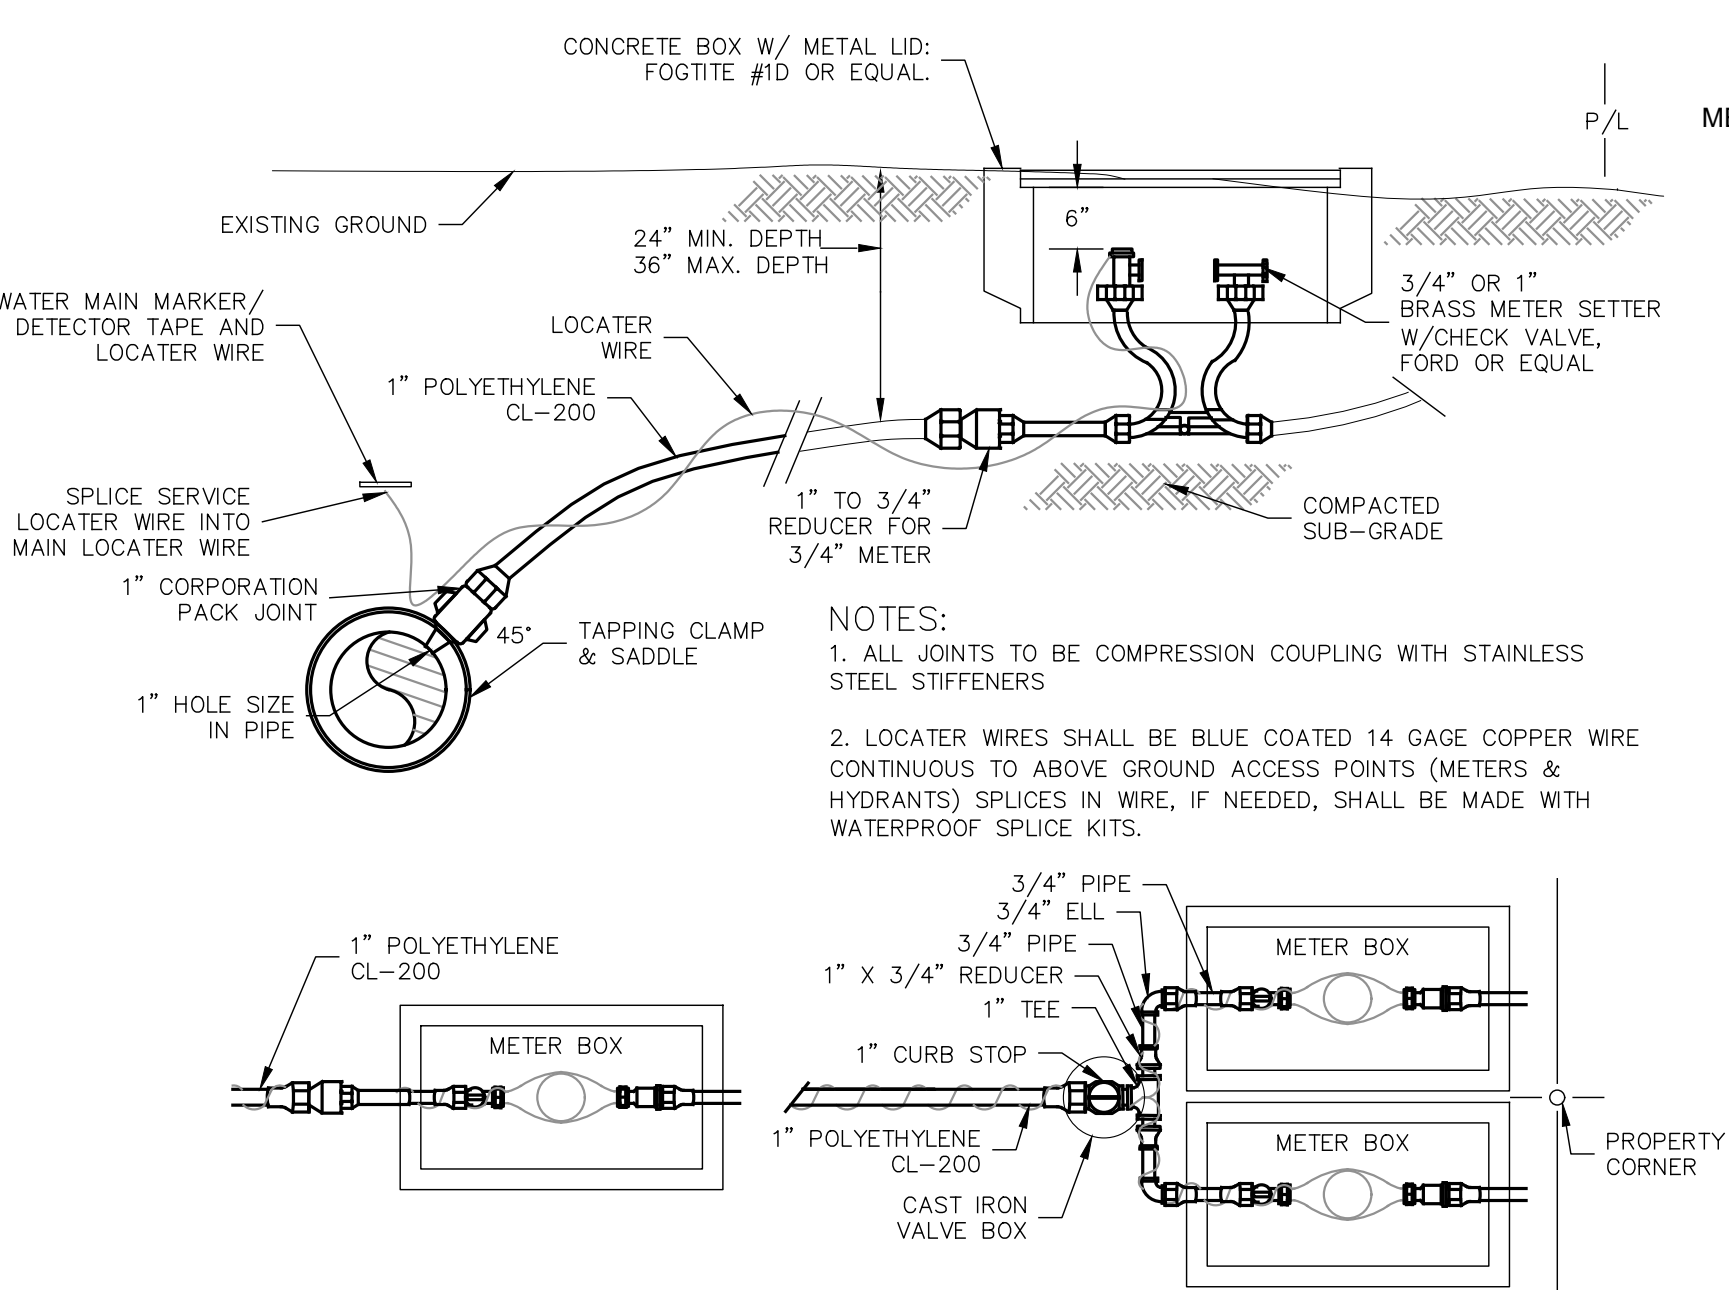 CONCRETE BOX W/ METAL LID:
FOGTITE #1D OR EQUAL.
P/L
EXISTING GROUND
24" MIN. DEPTH
36" MAX. DEPTH
6"
3/4" OR 1"
BRASS METER SETTER
W/CHECK VALVE,
FORD OR EQUAL
WATER MAIN MARKER/
DETECTOR TAPE AND
LOCATER WIRE
LOCATER
WIRE
1" POLYETHYLENE
CL-200
SPLICE SERVICE
LOCATER WIRE INTO
MAIN LOCATER WIRE
1" TO 3/4"
REDUCER FOR
3/4" METER
COMPACTED
SUB-GRADE
1" CORPORATION
PACK JOINT
45°
TAPPING CLAMP
& SADDLE
1" HOLE SIZE
IN PIPE
NOTES:
1. ALL JOINTS TO BE COMPRESSION COUPLING WITH STAINLESS
STEEL STIFFENERS
2. LOCATER WIRES SHALL BE BLUE COATED 14 GAGE COPPER WIRE
CONTINUOUS TO ABOVE GROUND ACCESS POINTS (METERS &
HYDRANTS) SPLICES IN WIRE, IF NEEDED, SHALL BE MADE WITH
WATERPROOF SPLICE KITS.
1" POLYETHYLENE
CL-200
METER BOX
3/4" PIPE
3/4" ELL
3/4" PIPE
1" X 3/4" REDUCER
1" TEE
1" CURB STOP
1" POLYETHYLENE
CL-200
CAST IRON
VALVE BOX
METER BOX
METER BOX
PROPERTY
CORNER